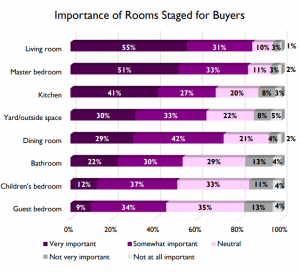 Importance of Rooms Staged for Buyers
Living room 55% 31% 10% 3% 1%
Master bedroom 51% 33% 11% 3% 2%
Kitchen 41% 27% 20% 8% 3%
Yard/outside space 30% 33% 22% 8% 5%
Dining room 29% 42% 21% 4% 2%
Bathroom 22% 30% 29% 13% 4%
Children's bedroom 12% 37% 33% 11% 4%
Guest bedroom 9% 34% 35% 13% 4%
0% 20% 40% 60% 80% 100%
Very important Somewhat important Neutral
Not very important Not at all important